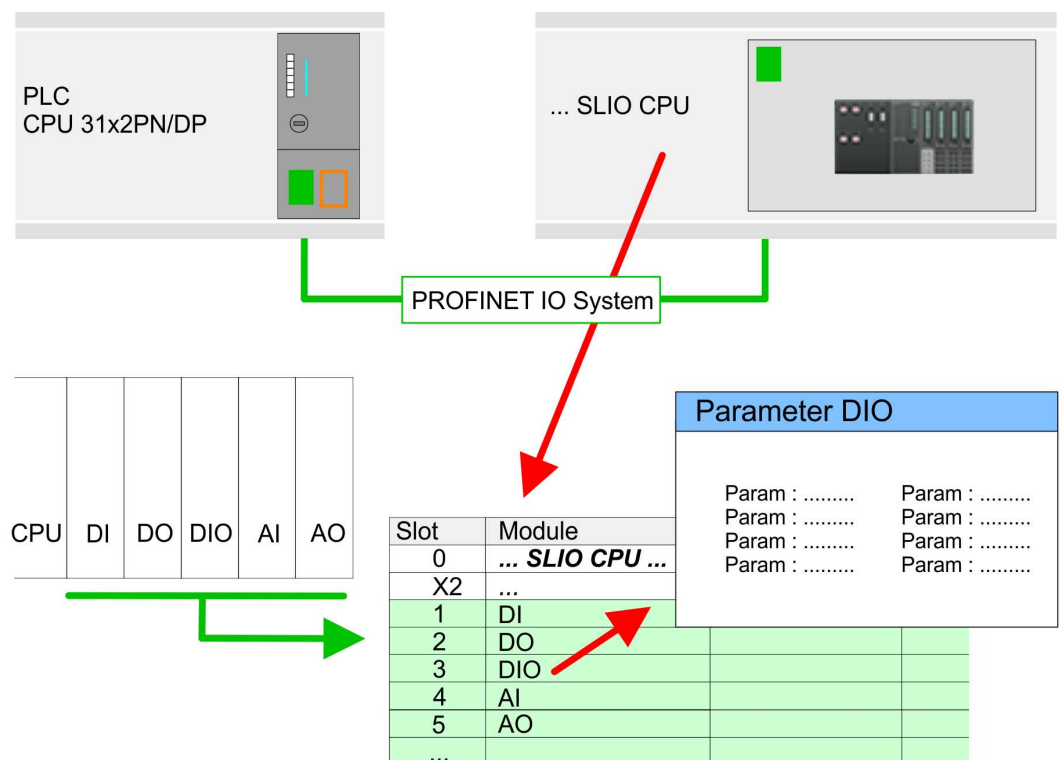 PLC
CPU 31x2PN/DP
... SLIO CPU
PROFINET IO System
CPU DI DO DIO AI AO
Parameter DIO
Param : ......... Param : .........
Param : ......... Param : .........
Param : ......... Param : .........
Param : ......... Param : .........
Slot Module
0 ... SLIO CPU ...
X2 ...
1 DI
2 DO
3 DIO
4 AI
5 AO
...